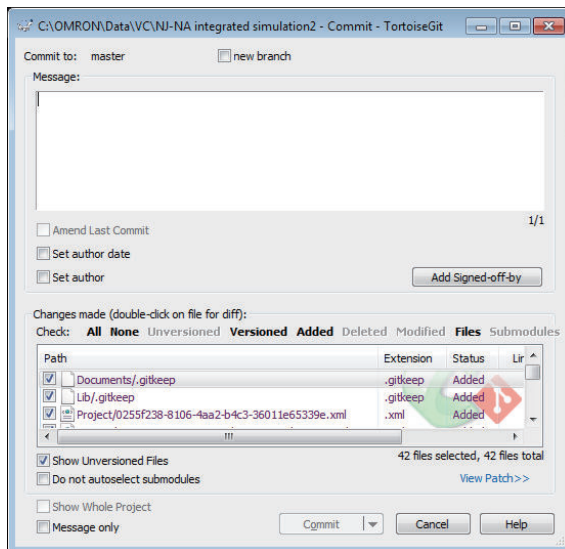 C:\OMRON\Data\VC\NJ-NA integrated simulation2 - Commit - TortoiseGit
Commit to: master new branch
Message:
1/1
Amend Last Commit
Set author date
Set author Add Signed-off-by
Changes made (double-click on file for diff):
Check: All None Unversioned Versioned Added Deleted Modified Files Submodules
Path Extension Status Lir
Documents/.gitkeep .gitkeep Added
Lib/.gitkeep .gitkeep Added
Project/0255f238-8106-4aa2-b4c3-36011e65339e.xml .xml Added
Show Unversioned Files 42 files selected, 42 files total
Do not autoselect submodules View Patch>>
Show Whole Project
Message only Commit Cancel Help